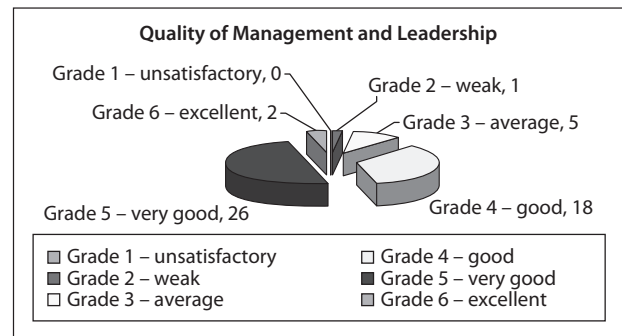 Quality of Management and Leadership
Grade 1 – unsatisfactory, 0
Grade 2 – weak, 1
Grade 6 – excellent, 2
Grade 3 – average, 5
Grade 5 – very good, 26
Grade 4 – good, 18
Grade 1 – unsatisfactory
Grade 2 – weak
Grade 3 – average
Grade 4 – good
Grade 5 – very good
Grade 6 – excellent